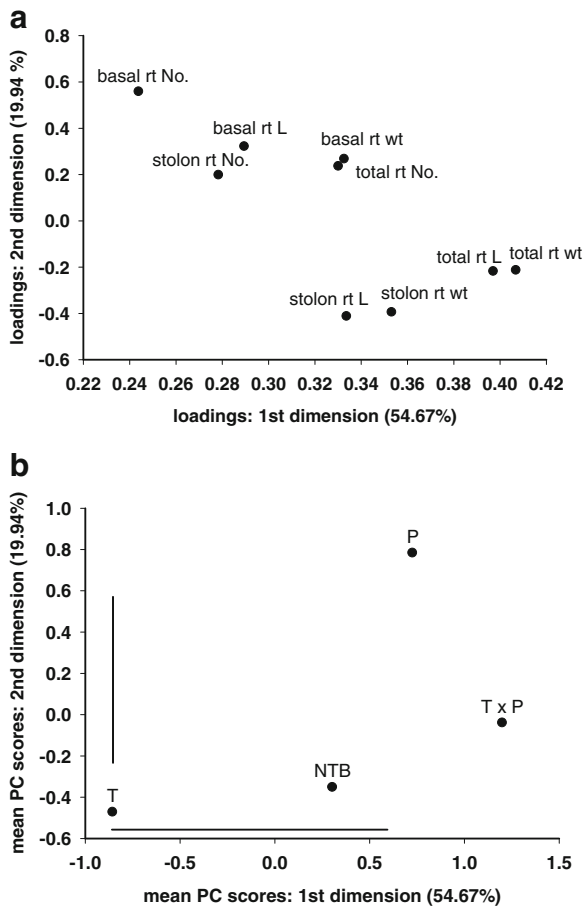 a
0.8
0.6
0.4
0.2
0.0
-0.2
-0.4
-0.6
loadings: 2nd dimension (19.94 %)
basal rt No.
basal rt L
stolon rt No.
basal rt wt
total rt No.
total rt L
total rt wt
stolon rt L
stolon rt wt
0.22 0.24 0.26 0.28 0.30 0.32 0.34 0.36 0.38 0.40 0.42
loadings: 1st dimension (54.67%)
b
1.0
0.8
0.6
0.4
0.2
0.0
-0.2
-0.4
-0.6
mean PC scores: 2nd dimension (19.94%)
P
T x P
NTB
T
-1.0 -0.5 0.0 0.5 1.0 1.5
mean PC scores: 1st dimension (54.67%)